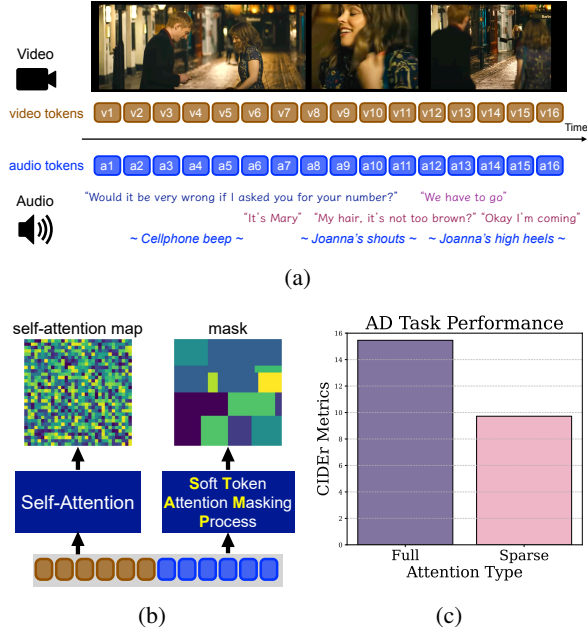 Video
video tokens
v1 v2 v3 v4 v5 v6 v7 v8 v9 v10 v11 v12 v13 v14 v15 v16
Time
audio tokens
a1 a2 a3 a4 a5 a6 a7 a8 a9 a10 a11 a12 a13 a14 a15 a16
Audio
"Would it be very wrong if I asked you for your number?" "We have to go"
"It's Mary" "My hair, it's not too brown?" "Okay I'm coming"
~ Cellphone beep ~ ~ Joanna's shouts ~ ~ Joanna's high heels ~
(a)
self-attention map
mask
Self-Attention
Soft Token
Attention Masking
Process
(b)
AD Task Performance
CIDEr Metrics
16
14
12
10
8
6
4
2
0
Full Sparse
Attention Type
(c)